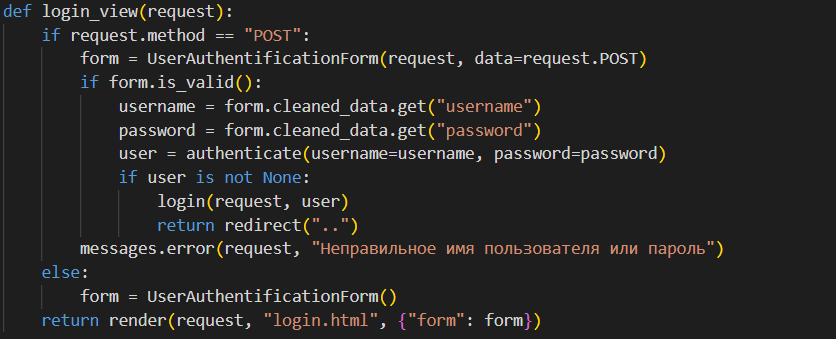 def login_view(request):
    if request.method == "POST":
        form = UserAuthentificationForm(request, data=request.POST)
        if form.is_valid():
            username = form.cleaned_data.get("username")
            password = form.cleaned_data.get("password")
            user = authenticate(username=username, password=password)
            if user is not None:
                login(request, user)
                return redirect("..")
        messages.error(request, "Неправильное имя пользователя или пароль")
    else:
        form = UserAuthentificationForm()
    return render(request, "login.html", {"form": form})